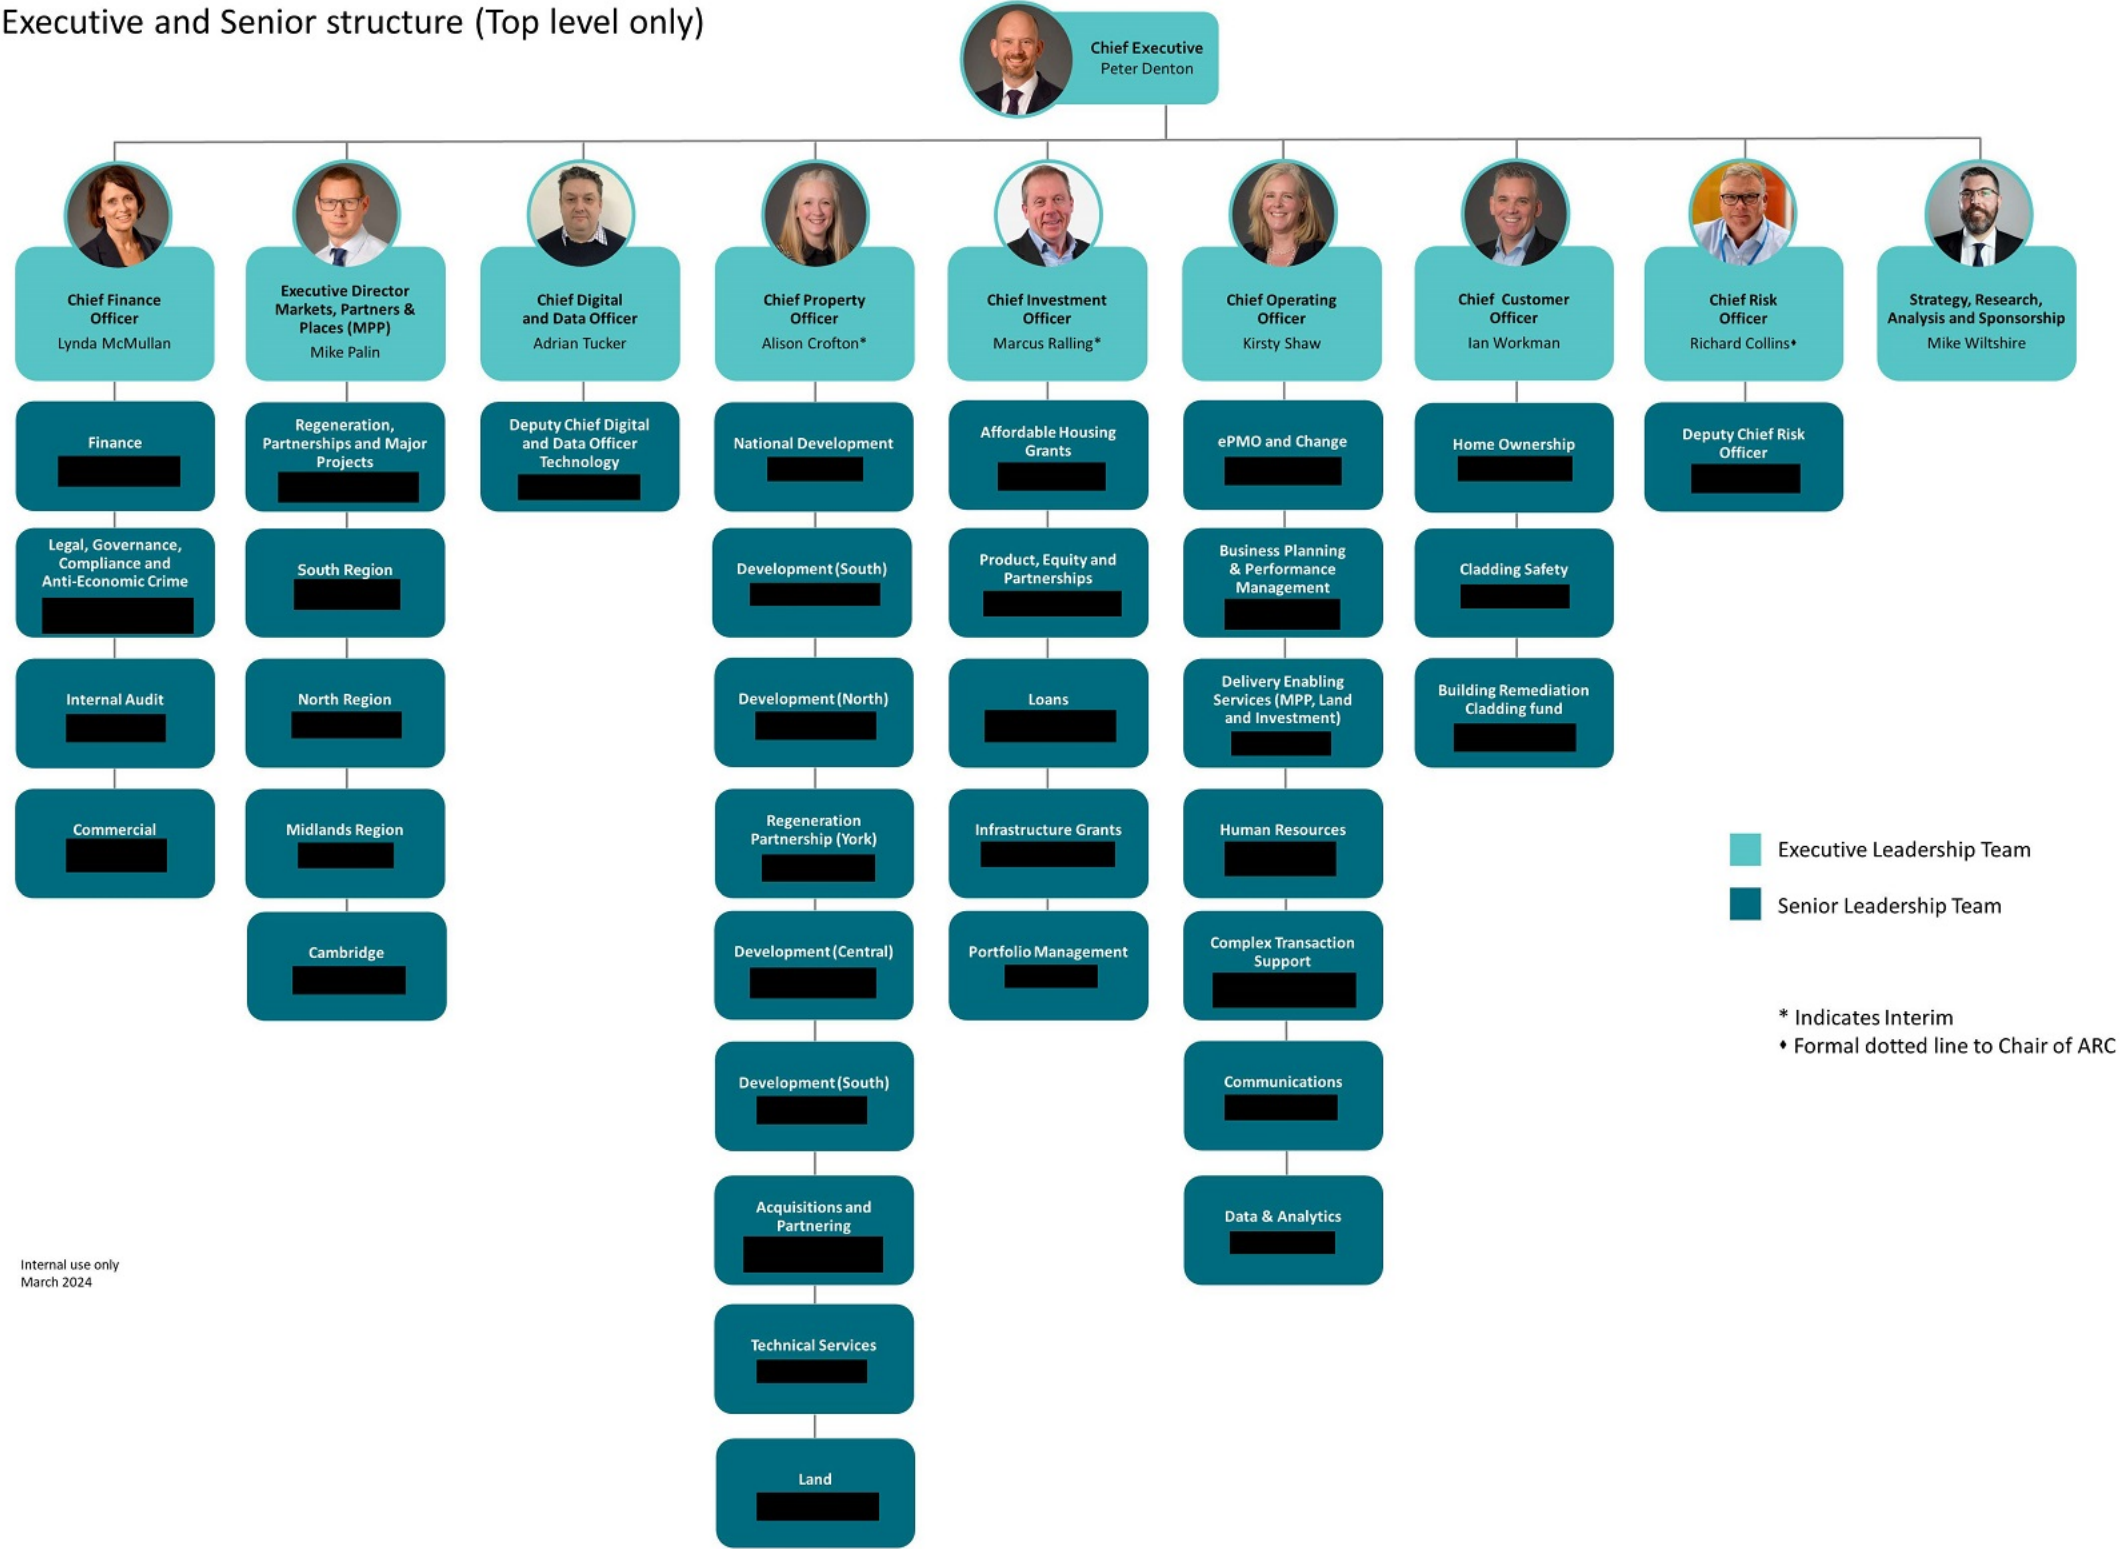 Executive and Senior structure (Top level only)
Chief Executive
Peter Denton
Chief Finance
Officer
Lynda McMullan
Finance
Legal, Governance,
Compliance and
Anti-Economic Crime
Internal Audit
Commercial
Executive Director
Markets, Partners &
Places (MPP)
Mike Palin
Regeneration,
Partnerships and Major
Projects
South Region
North Region
Midlands Region
Cambridge
Chief Digital
and Data Officer
Adrian Tucker
Deputy Chief Digital
and Data Officer
Technology
Chief Property
Officer
Alison Crofton*
National Development
Development (South)
Development (North)
Regeneration
Partnership (York)
Development (Central)
Development (South)
Acquisitions and
Partnering
Technical Services
Land
Chief Investment
Officer
Marcus Ralling*
Affordable Housing
Grants
Product, Equity and
Partnerships
Loans
Infrastructure Grants
Portfolio Management
Chief Operating
Officer
Kirsty Shaw
ePMO and Change
Business Planning
& Performance
Management
Delivery Enabling
Services (MPP, Land
and Investment)
Human Resources
Complex Transaction
Support
Communications
Data & Analytics
Chief Customer
Officer
Ian Workman
Home Ownership
Cladding Safety
Building Remediation
Cladding fund
Chief Risk
Officer
Richard Collins♦
Deputy Chief Risk
Officer
Strategy, Research,
Analysis and Sponsorship
Mike Wiltshire
Executive Leadership Team
Senior Leadership Team
* Indicates Interim
♦ Formal dotted line to Chair of ARC
Internal use only
March 2024